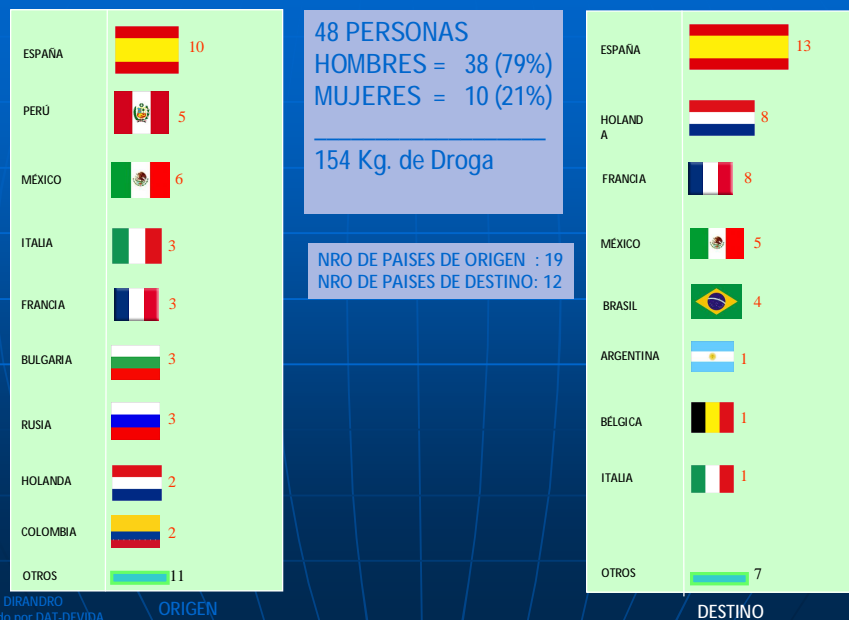 ESPAÑA 10
PERÚ 5
MÉXICO 6
ITALIA 3
FRANCIA 3
BULGARIA 3
RUSIA 3
HOLANDA 2
COLOMBIA 2
OTROS 11
ORIGEN
48 PERSONAS
HOMBRES = 38 (79%)
MUJERES = 10 (21%)
154 Kg. de Droga
NRO DE PAISES DE ORIGEN : 19
NRO DE PAISES DE DESTINO: 12
ESPAÑA 13
HOLAND 8
A
FRANCIA 8
MÉXICO 5
BRASIL 4
ARGENTINA 1
BÉLGICA 1
ITALIA 1
OTROS 7
DESTINO
DIRANDRO
por DAT-DEVIDA